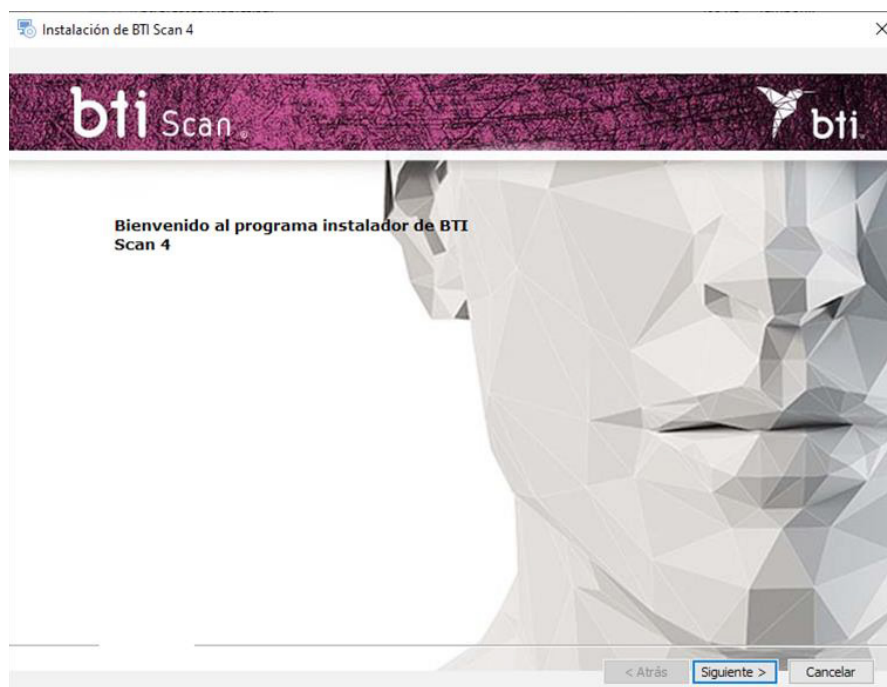 Instalación de BTI Scan 4
bti Scan®
bti
Bienvenido al programa instalador de BTI
Scan 4
< Atrás
Siguiente >
Cancelar